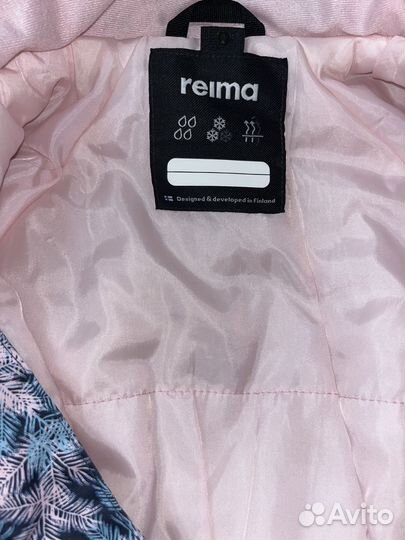 reima
Designed & developed in Finland
Avito